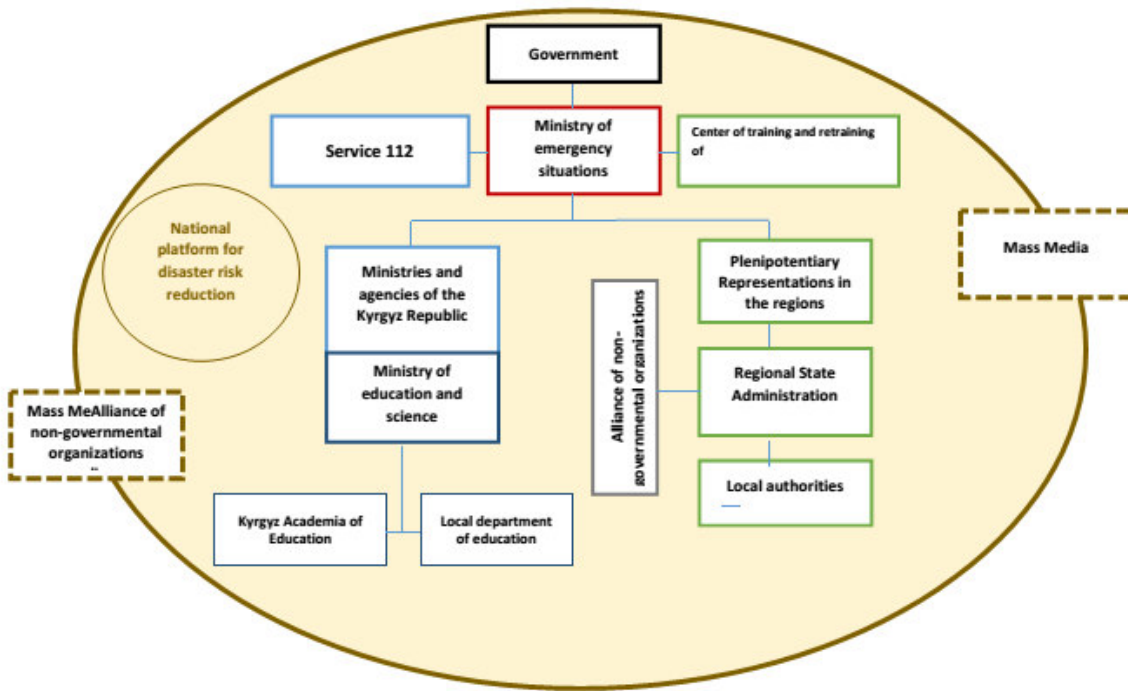 Government
Service 112
Ministry of
emergency
situations
Center of training and retraining
of
National
platform for
disaster risk
reduction
Mass Media
Ministries and
agencies of the
Kyrgyz Republic
Plenipotentiary
Representations in
the regions
Alliance of non-
governmental organizations
Ministry of
education and
science
Regional State
Administration
Mass MeAlliance of
non-governmental
organizations
Local authorities
Kyrgyz Academia of
Education
Local department
of education